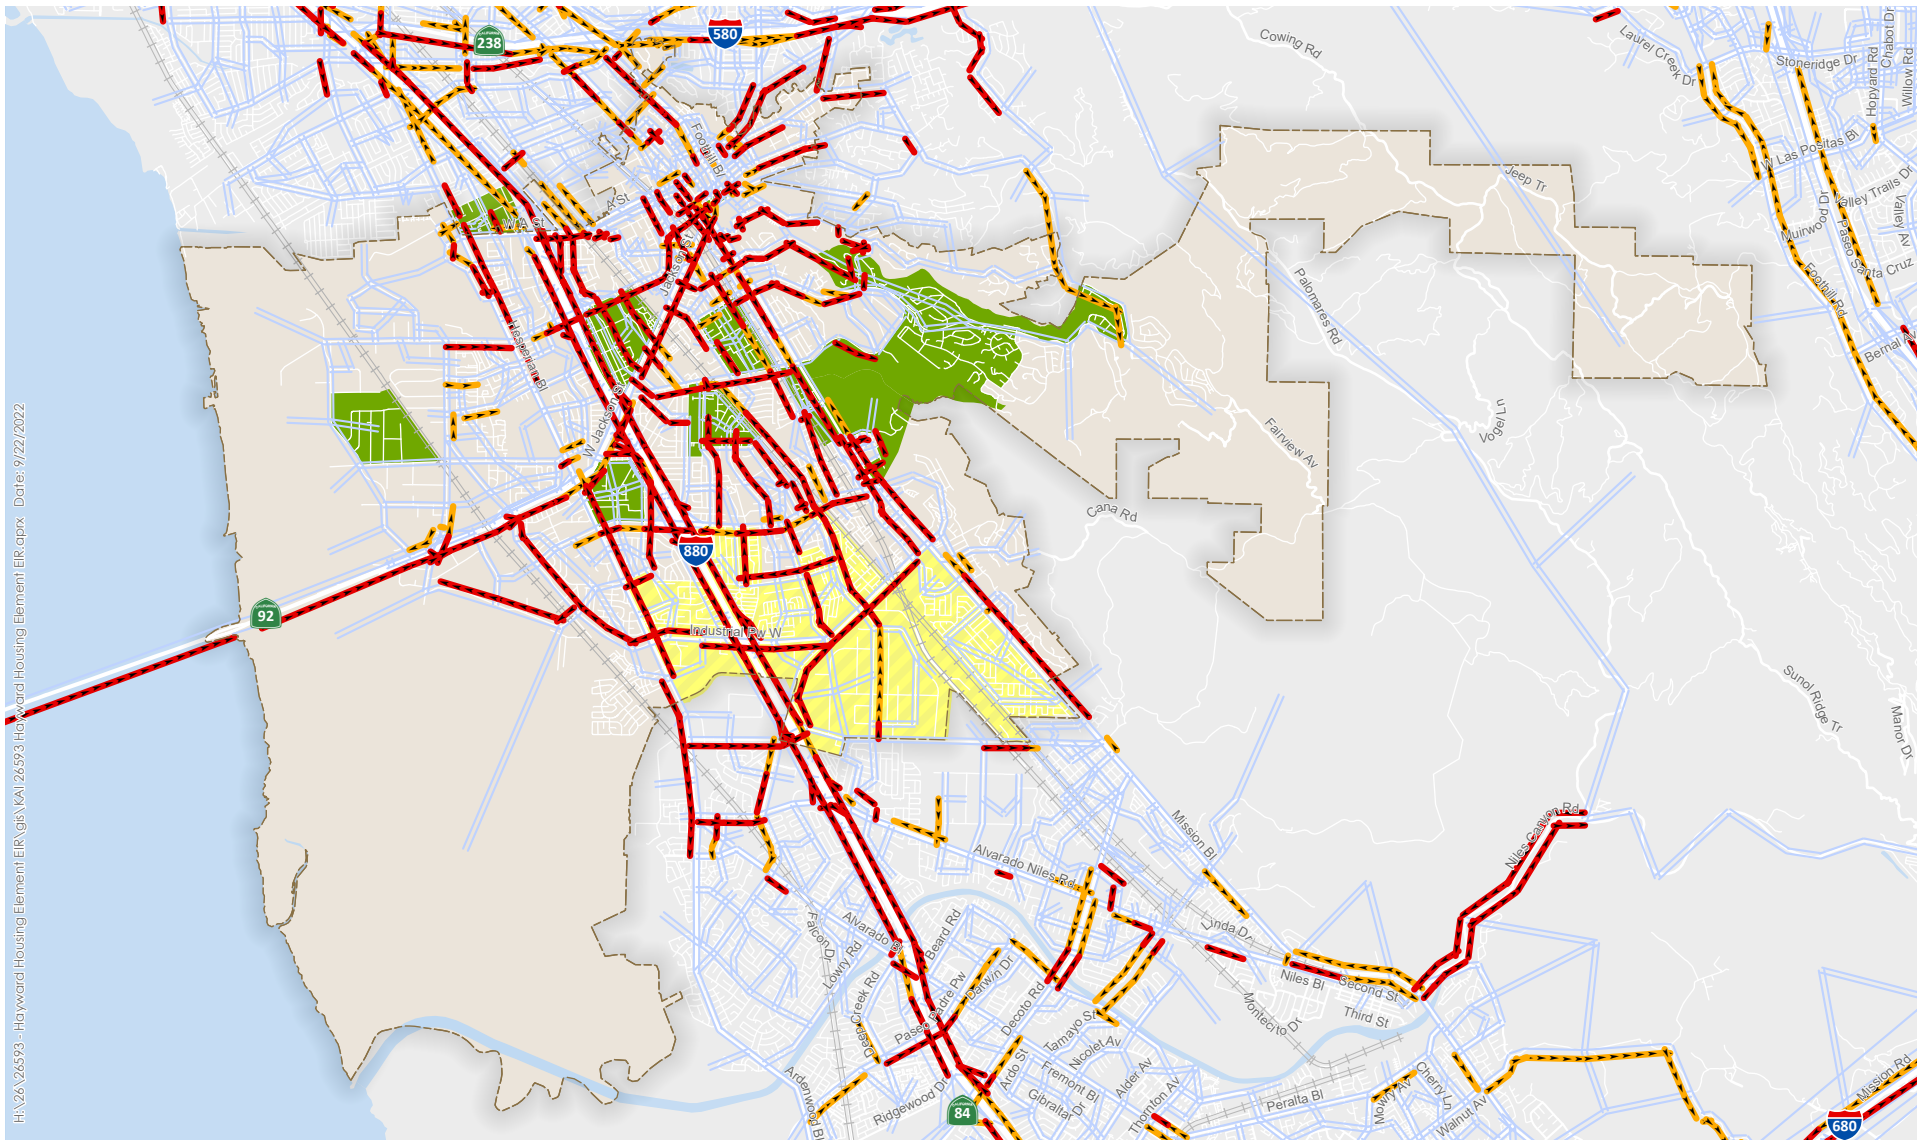 580
CALIFORNIA
238
Cowing Rd
Laurel Creek Dr
Stoneridge Dr
Hopyard Rd
Chabot Dr
Willow Rd
Foothill Bl
W Las Positas Bl
Jeep Tr
A St
W A St
Muirwood Dr
Valley Trails Dr
Valley Av
Paseo Santa Cruz
Jackson St
Palomares Rd
Foothill Rd
Hesperian Bl
Bernal Av
W Jackson St
Vogel Ln
Fairview Av
Cana Rd
880
CALIFORNIA
92
Industrial Pw W
Sunol Ridge Tr
Manor Dr
Mission Bl
Niles Canyon Rd
Alvarado Niles Rd
Falcon Dr
Alvarado Bl
Lowry Rd
Beard Rd
Linda Dr
Niles Bl
Second St
Third St
Deep Creek Rd
Paseo Padre Pw
Darwin Dr
Decoto Rd
Tamayo St
Nicolet Av
Montecito Dr
Ardenwood Bl
Ridgewood Dr
Ardo St
Fremont Bl
Gibraltar Dr
Alder Av
Thornton Av
Peralta Bl
Mowry Av
Cherry Ln
Walnut Av
Mission Rd
CALIFORNIA
84
680
H:\26\26593 - Hayward Housing Element EIR\gis\KAI 26593 Hayward Housing Element EIR.aprx Date: 9/22/2022